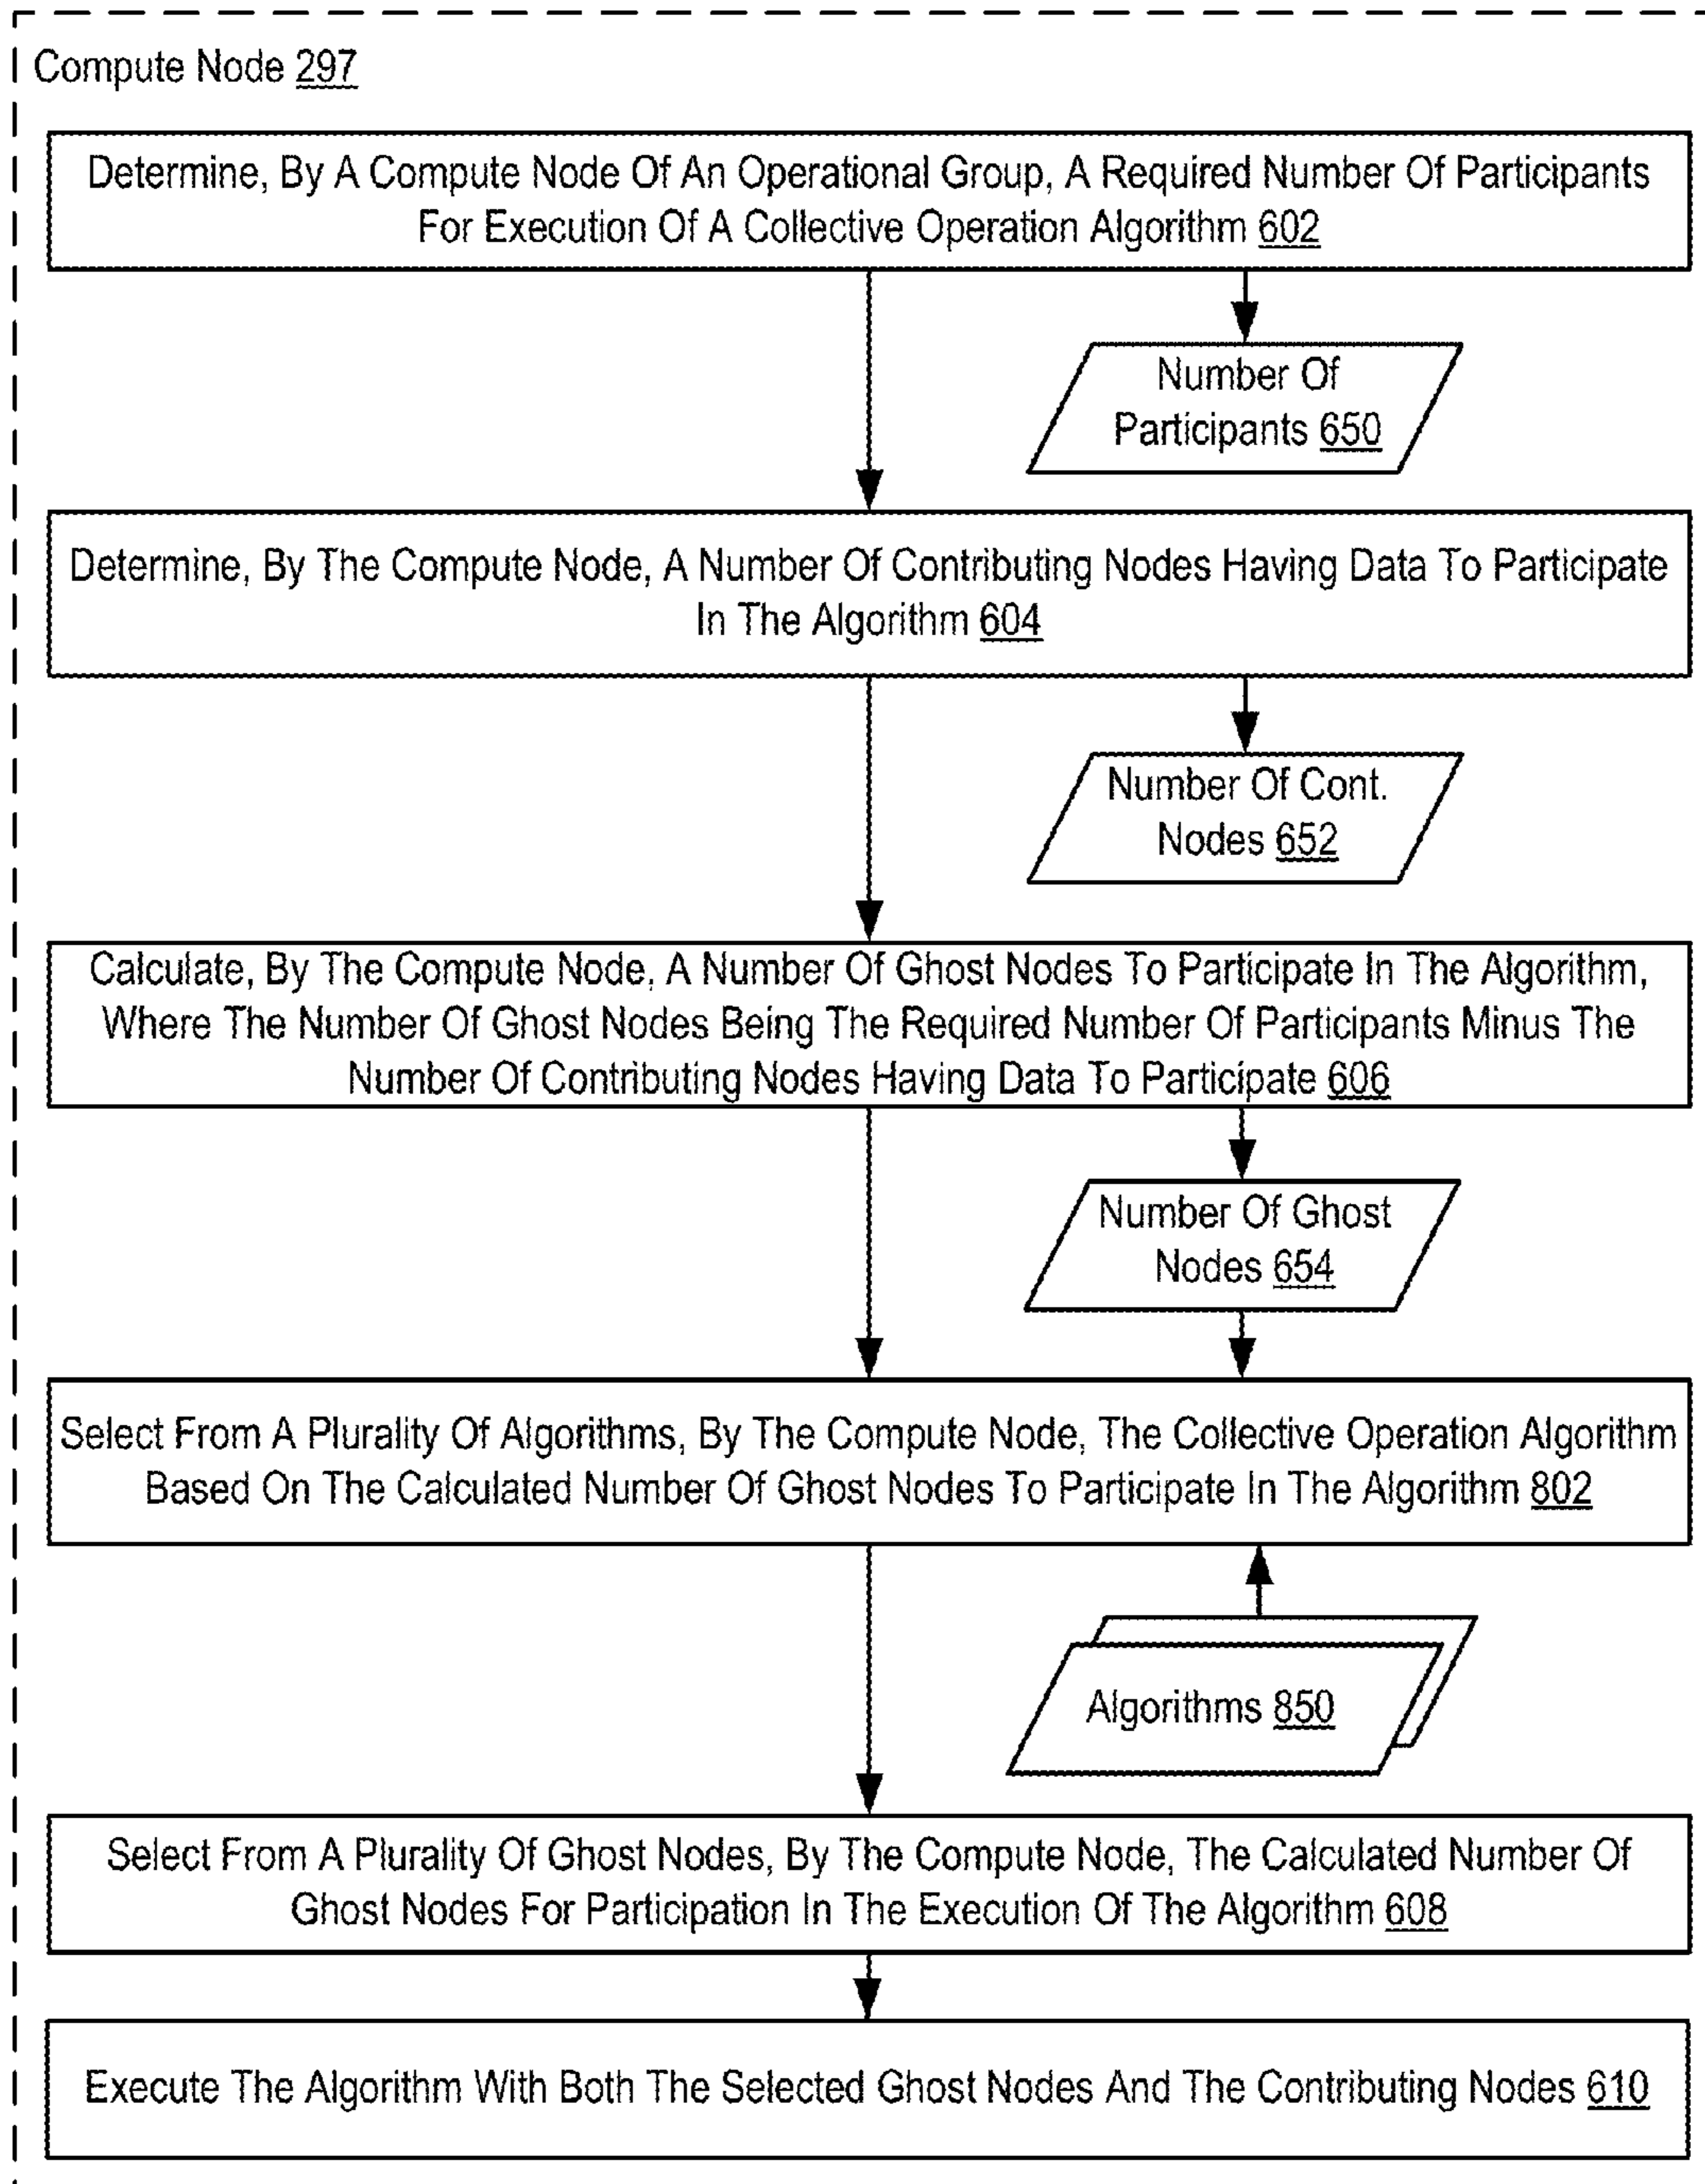 Compute Node 297
Determine, By A Compute Node Of An Operational Group, A Required Number Of Participants
For Execution Of A Collective Operation Algorithm 602
Number Of
Participants 650
Determine, By The Compute Node, A Number Of Contributing Nodes Having Data To Participate
In The Algorithm 604
Number Of Cont.
Nodes 652
Calculate, By The Compute Node, A Number Of Ghost Nodes To Participate In The Algorithm,
Where The Number Of Ghost Nodes Being The Required Number Of Participants Minus The
Number Of Contributing Nodes Having Data To Participate 606
Number Of Ghost
Nodes 654
Select From A Plurality Of Algorithms, By The Compute Node, The Collective Operation Algorithm
Based On The Calculated Number Of Ghost Nodes To Participate In The Algorithm 802
Algorithms 850
Select From A Plurality Of Ghost Nodes, By The Compute Node, The Calculated Number Of
Ghost Nodes For Participation In The Execution Of The Algorithm 608
Execute The Algorithm With Both The Selected Ghost Nodes And The Contributing Nodes 610